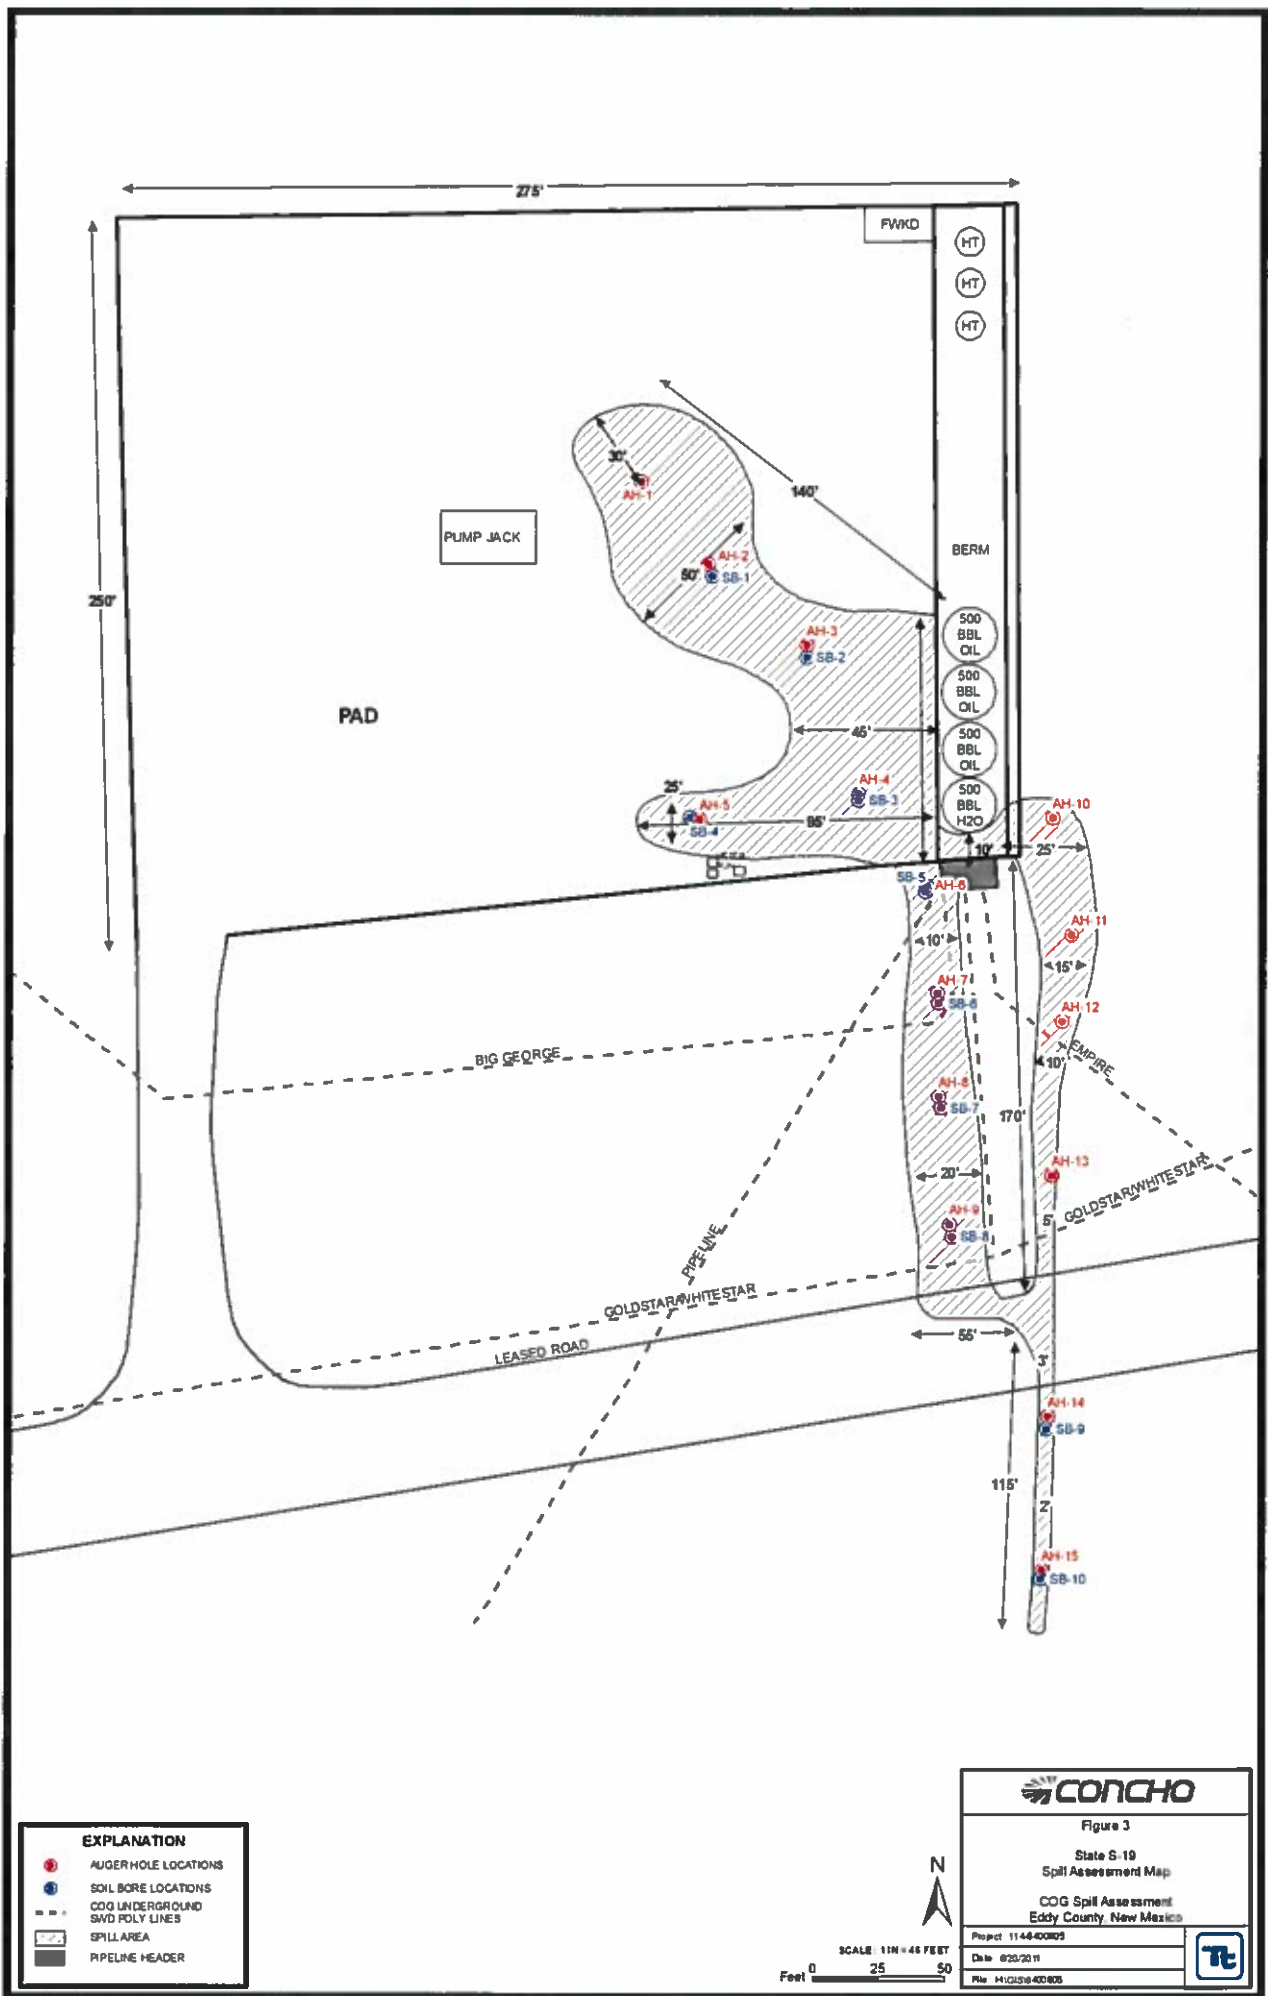 275'
FWKO
HT
HT
HT
30'
AH-1
140'
PUMP JACK
BERM
AH-2
50'
SB-1
250'
500
BBL
OIL
AH-3
SB-2
500
BBL
OIL
PAD
45'
500
BBL
OIL
25'
AH-4
SB-3
500
BBL
H2O
AH-5
SB-4
95'
AH-10
10'
25'
SB-5
AH-6
10'
AH-11
15'
AH-7
SB-6
AH-12
BIG GEORGE
EMPIRE
10'
AH-8
SB-7
170'
AH-13
20'
GOLDSTAR/WHITESTAR
5'
AH-9
SB-8
PIPELINE
GOLDSTAR/WHITESTAR
LEASED ROAD
55'
3'
AH-14
SB-9
115'
2'
AH-15
SB-10
EXPLANATION
AUGER HOLE LOCATIONS
SOIL BORE LOCATIONS
COG UNDERGROUND
SWD POLY LINES
SPILL AREA
PIPELINE HEADER
N
SCALE: 1 IN = 46 FEET
Feet 0 25 50
CONCHO
Figure 3
State S-19
Spill Assessment Map
COG Spill Assessment
Eddy County, New Mexico
Project
Date 6/20/2011
File
Tt